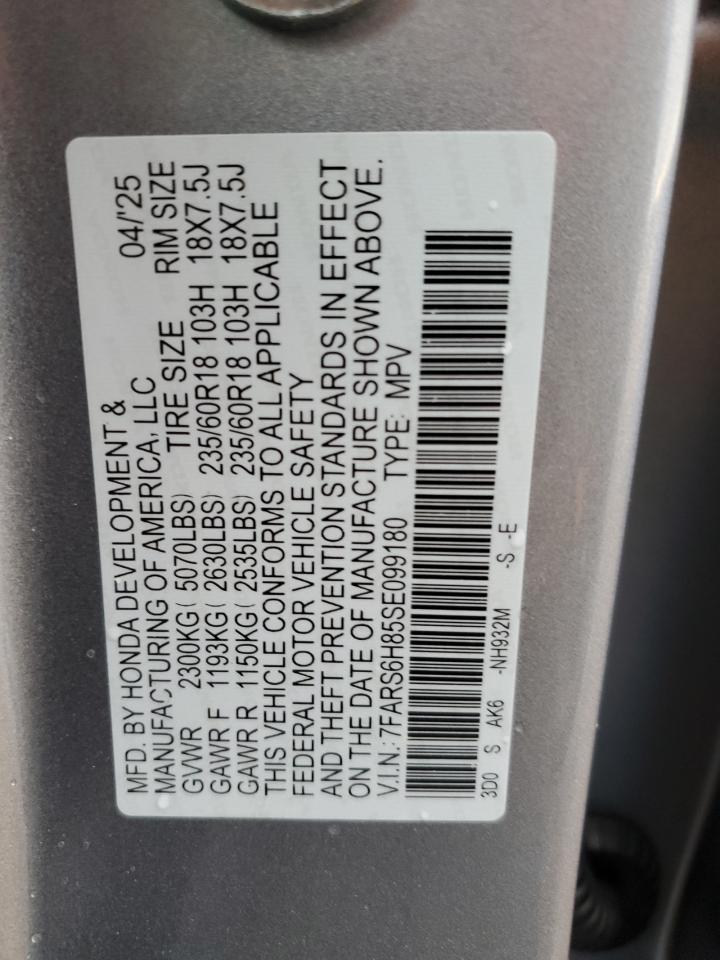 MFD. BY HONDA DEVELOPMENT & 04/'25
MANUFACTURING OF AMERICA, LLC
TIRE SIZE RIM SIZE
GVWR 2300KG( 5070LBS)
GAWR F 1193KG( 2630LBS) 235/60R18 103H 18X7.5J
GAWR R 1150KG( 2535LBS) 235/60R18 103H 18X7.5J
THIS VEHICLE CONFORMS TO ALL APPLICABLE
FEDERAL MOTOR VEHICLE SAFETY
AND THEFT PREVENTION STANDARDS IN EFFECT
ON THE DATE OF MANUFACTURE SHOWN ABOVE.
V.I.N.: 7FARS6H85SE099180 TYPE: MPV
3D0 S AK6 -NH932M -S -E